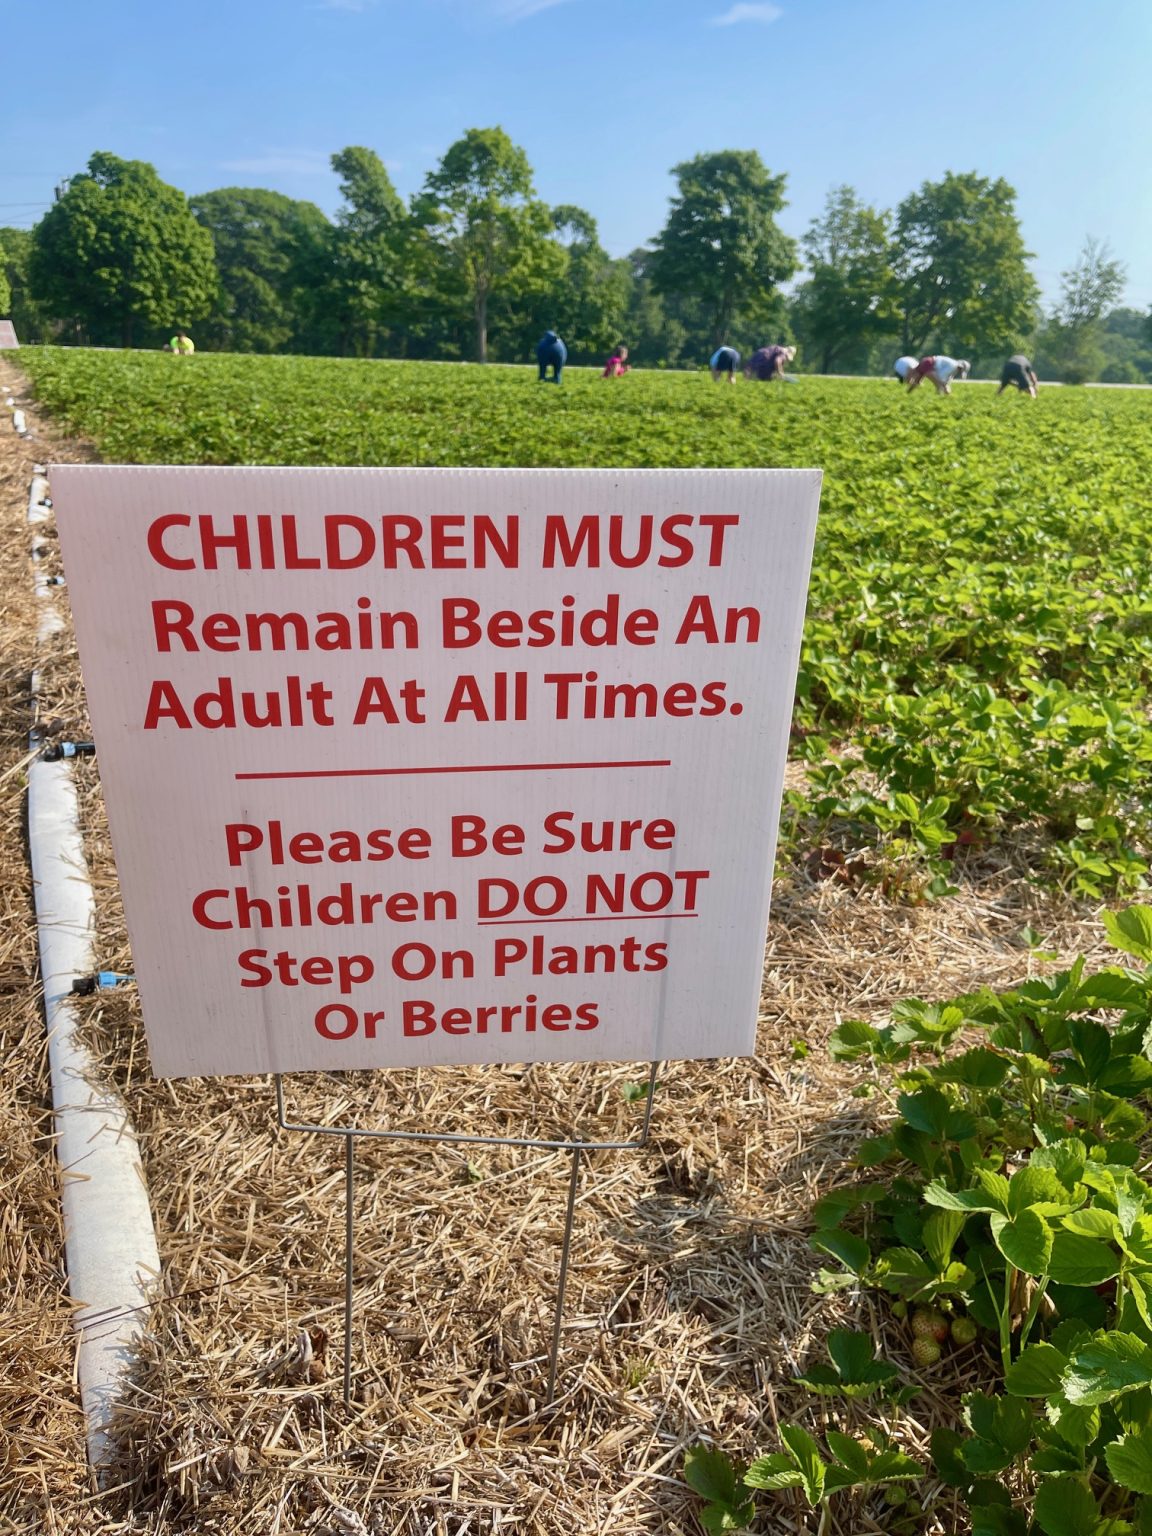 CHILDREN MUST
Remain Beside An
Adult At All Times.
Please Be Sure
Children DO NOT
Step On Plants
Or Berries